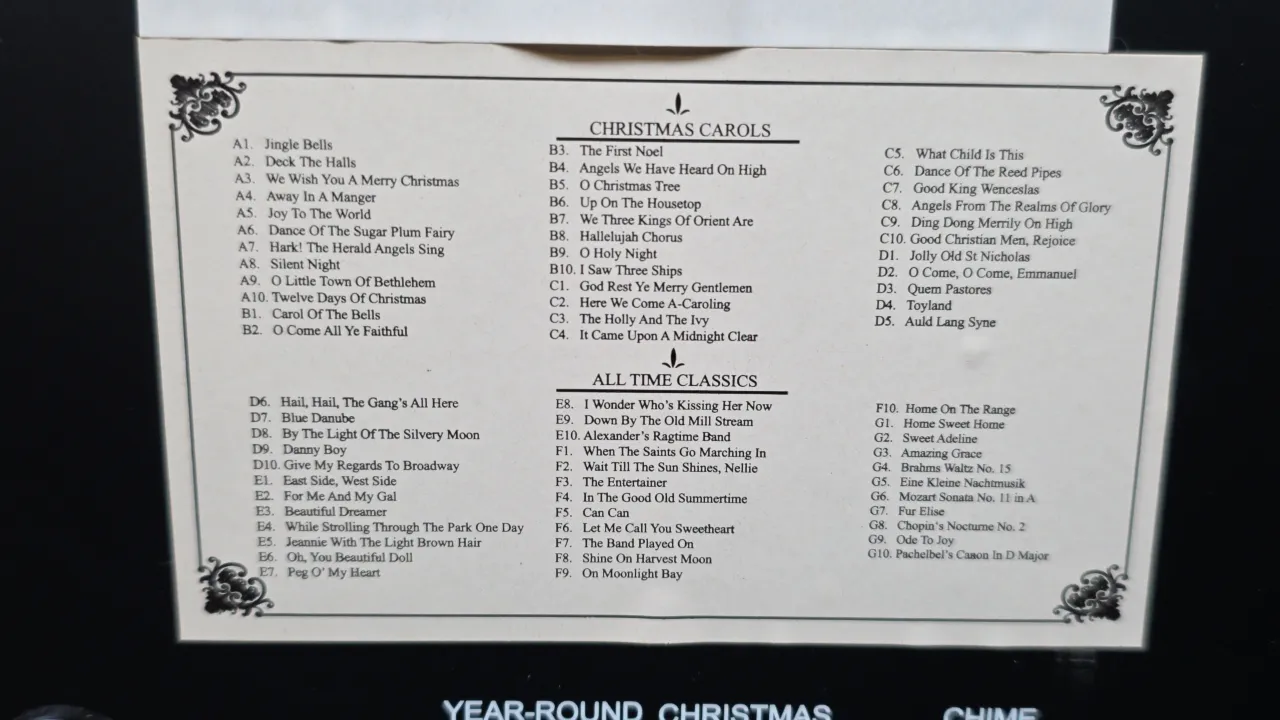 CHRISTMAS CAROLS
A1. Jingle Bells
A2. Deck The Halls
A3. We Wish You A Merry Christmas
A4. Away In A Manger
A5. Joy To The World
A6. Dance Of The Sugar Plum Fairy
A7. Hark! The Herald Angels Sing
A8. Silent Night
A9. O Little Town Of Bethlehem
A10. Twelve Days Of Christmas
B1. Carol Of The Bells
B2. O Come All Ye Faithful
B3. The First Noel
B4. Angels We Have Heard On High
B5. O Christmas Tree
B6. Up On The Housetop
B7. We Three Kings Of Orient Are
B8. Hallelujah Chorus
B9. O Holy Night
B10. I Saw Three Ships
C1. God Rest Ye Merry Gentlemen
C2. Here We Come A-Caroling
C3. The Holly And The Ivy
C4. It Came Upon A Midnight Clear
C5. What Child Is This
C6. Dance Of The Reed Pipes
C7. Good King Wenceslas
C8. Angels From The Realms Of Glory
C9. Ding Dong Merrily On High
C10. Good Christian Men, Rejoice
D1. Jolly Old St Nicholas
D2. O Come, O Come, Emmanuel
D3. Quem Pastores
D4. Toyland
D5. Auld Lang Syne
ALL TIME CLASSICS
D6. Hail, Hail, The Gang's All Here
D7. Blue Danube
D8. By The Light Of The Silvery Moon
D9. Danny Boy
D10. Give My Regards To Broadway
E1. East Side, West Side
E2. For Me And My Gal
E3. Beautiful Dreamer
E4. While Strolling Through The Park One Day
E5. Jeannie With The Light Brown Hair
E6. Oh, You Beautiful Doll
E7. Peg O' My Heart
E8. I Wonder Who's Kissing Her Now
E9. Down By The Old Mill Stream
E10. Alexander's Ragtime Band
F1. When The Saints Go Marching In
F2. Wait Till The Sun Shines, Nellie
F3. The Entertainer
F4. In The Good Old Summertime
F5. Can Can
F6. Let Me Call You Sweetheart
F7. The Band Played On
F8. Shine On Harvest Moon
F9. On Moonlight Bay
F10. Home On The Range
G1. Home Sweet Home
G2. Sweet Adeline
G3. Amazing Grace
G4. Brahms Waltz No. 15
G5. Eine Kleine Nachtmusik
G6. Mozart Sonata No. 11 in A
G7. Fur Elise
G8. Chopin's Nocturne No. 2
G9. Ode To Joy
G10. Pachelbel's Canon In D Major
YEAR-ROUND CHRISTMAS CHIME